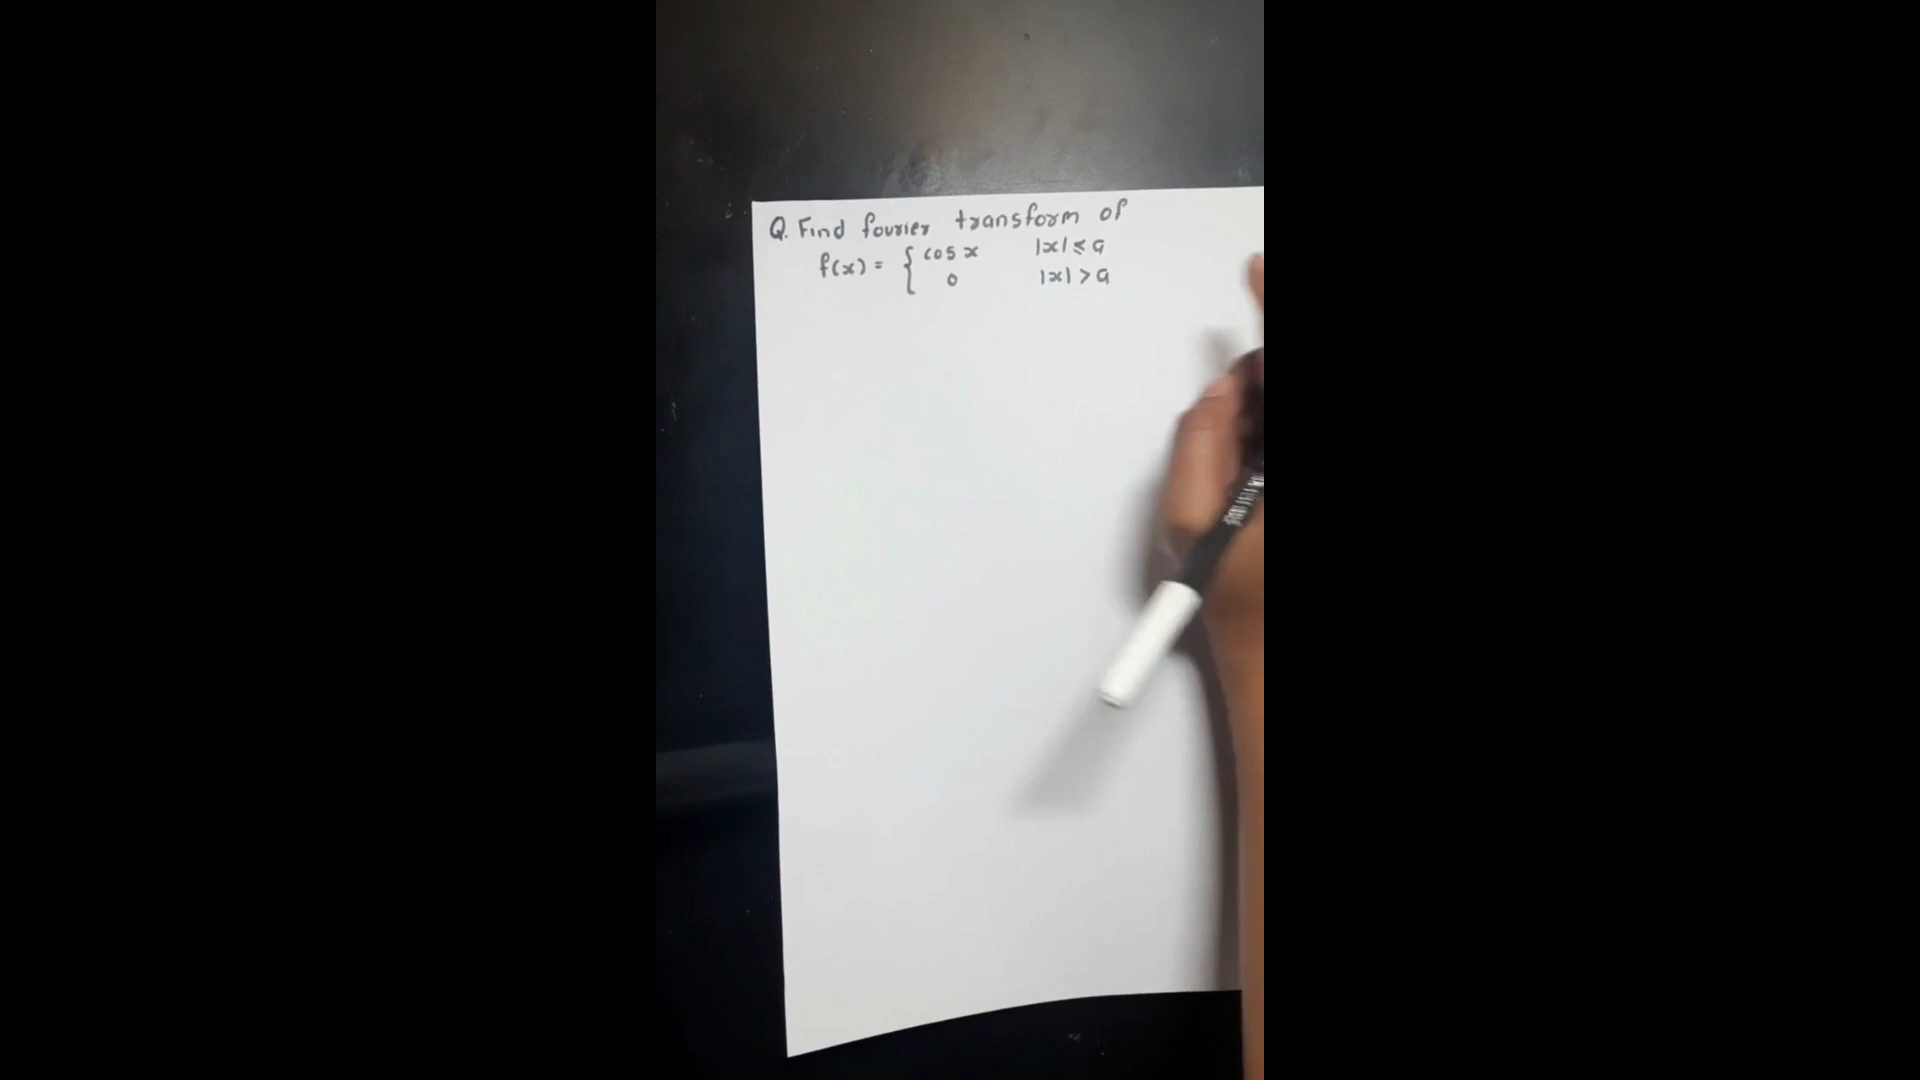 Q. Find fourier transform of
f(x) = { cos x |x| ≤ a
0 |x| > a